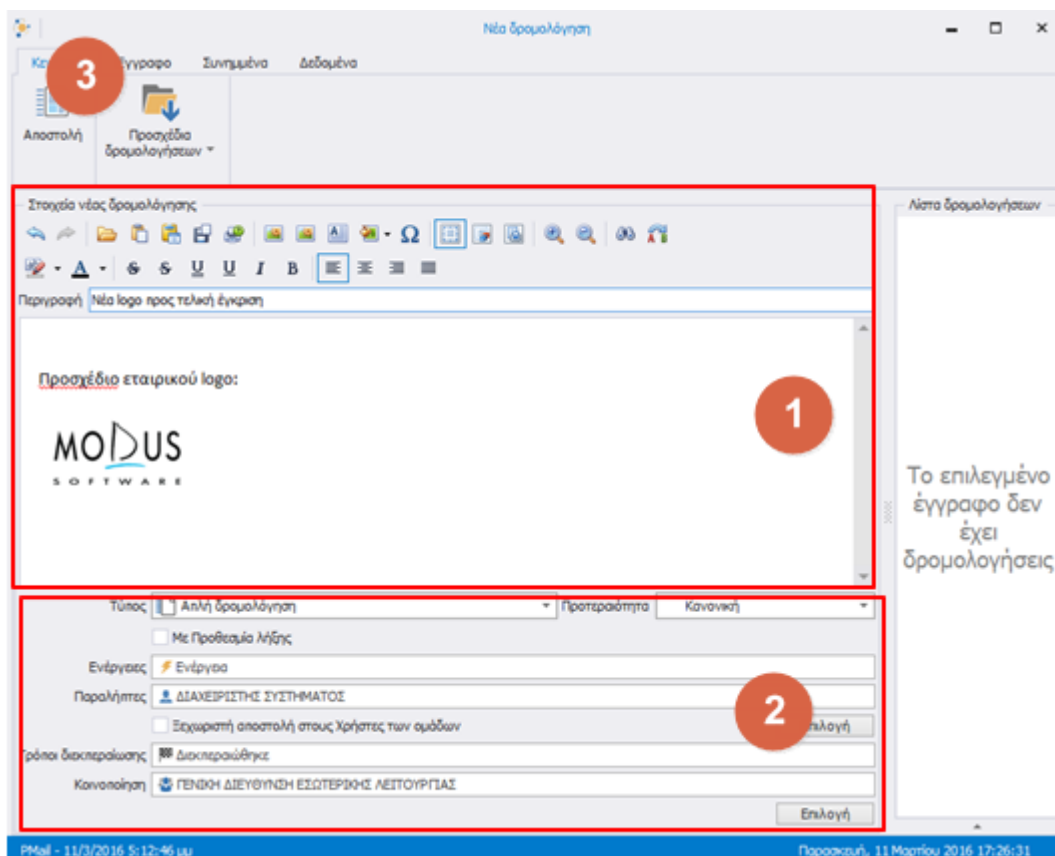 Νέα δρομολόγηση
3
Συνημμένα Δεδομένα
Αποστολή
Προσχέδια
δρομολογήσεων
Στοιχεία νέας δρομολόγησης
Λίστα δρομολογήσεων
Περιγραφή Νέα logo προς τελική έγκριση
Προσχέδιο εταιρικού logo:
1
MODUS
SOFTWARE
Το επιλεγμένο
έγγραφο δεν
έχει
δρομολογήσεις
Τύπος Απλή δρομολόγηση Προτεραιότητα Κανονική
Με Προθεσμία λήξης
Ενέργειες Ενέργεια
Παραλήπτες ΔΙΑΧΕΙΡΙΣΤΗΣ ΣΥΣΤΗΜΑΤΟΣ
2
Ξεχωριστή αποστολή στους Χρήστες των ομάδων
διεκπεραίωσης Διεκπεραιώθηκε
Κοινοποίηση ΓΕΝΙΚΗ ΔΙΕΥΘΥΝΣΗ ΕΣΩΤΕΡΙΚΗΣ ΛΕΙΤΟΥΡΓΙΑΣ
Επιλογή
PMail - 11/3/2016 5:12:46 μμ
Παρασκευή, 11 Μαρτίου 2016 17:26:31